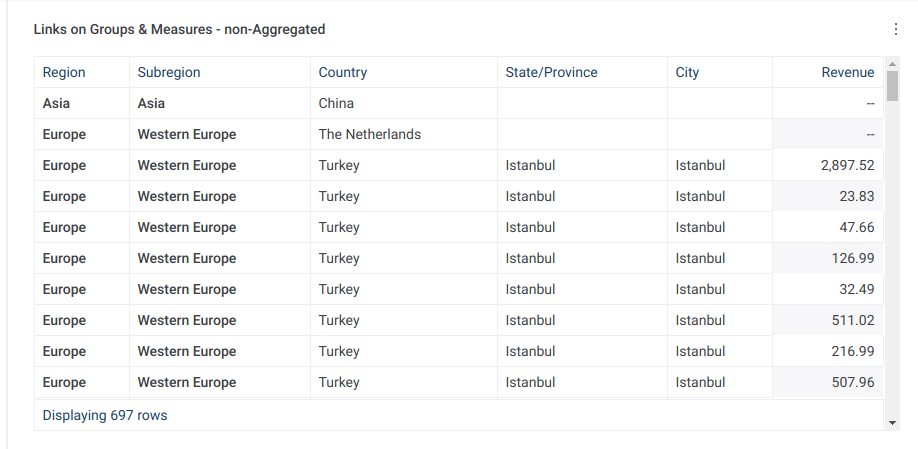 Links on Groups & Measures - non-Aggregated
Region Subregion Country State/Province City Revenue
Asia Asia China --
Europe Western Europe The Netherlands --
Europe Western Europe Turkey Istanbul Istanbul 2,897.52
Europe Western Europe Turkey Istanbul Istanbul 23.83
Europe Western Europe Turkey Istanbul Istanbul 47.66
Europe Western Europe Turkey Istanbul Istanbul 126.99
Europe Western Europe Turkey Istanbul Istanbul 32.49
Europe Western Europe Turkey Istanbul Istanbul 511.02
Europe Western Europe Turkey Istanbul Istanbul 216.99
Europe Western Europe Turkey Istanbul Istanbul 507.96
Displaying 697 rows